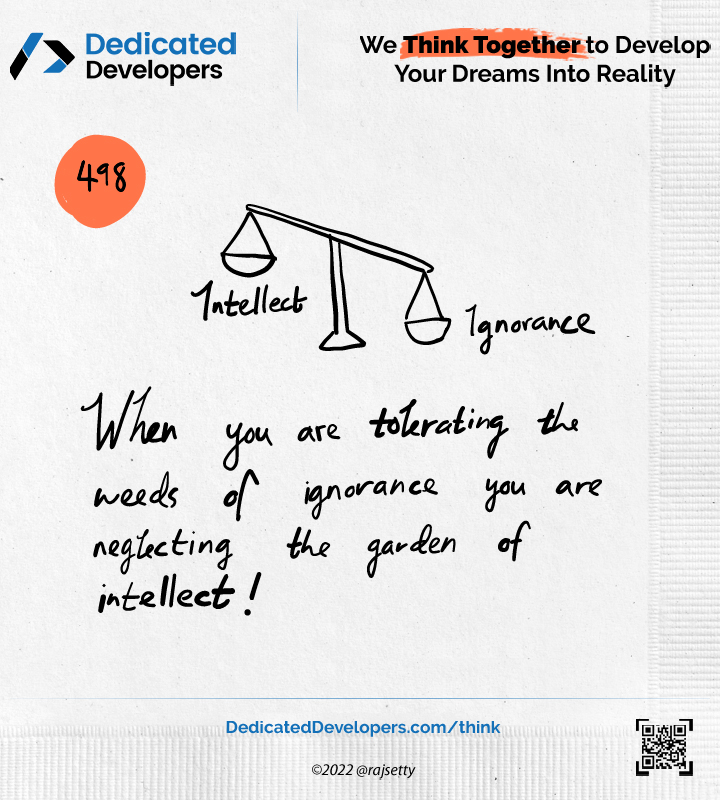 Dedicated
Developers
We Think Together to Develop
Your Dreams Into Reality
498
Intellect
Ignorance
When you are tolerating the
weeds of ignorance you are
neglecting the garden of
intellect!
DedicatedDevelopers.com/think
©2022 @rajsetty